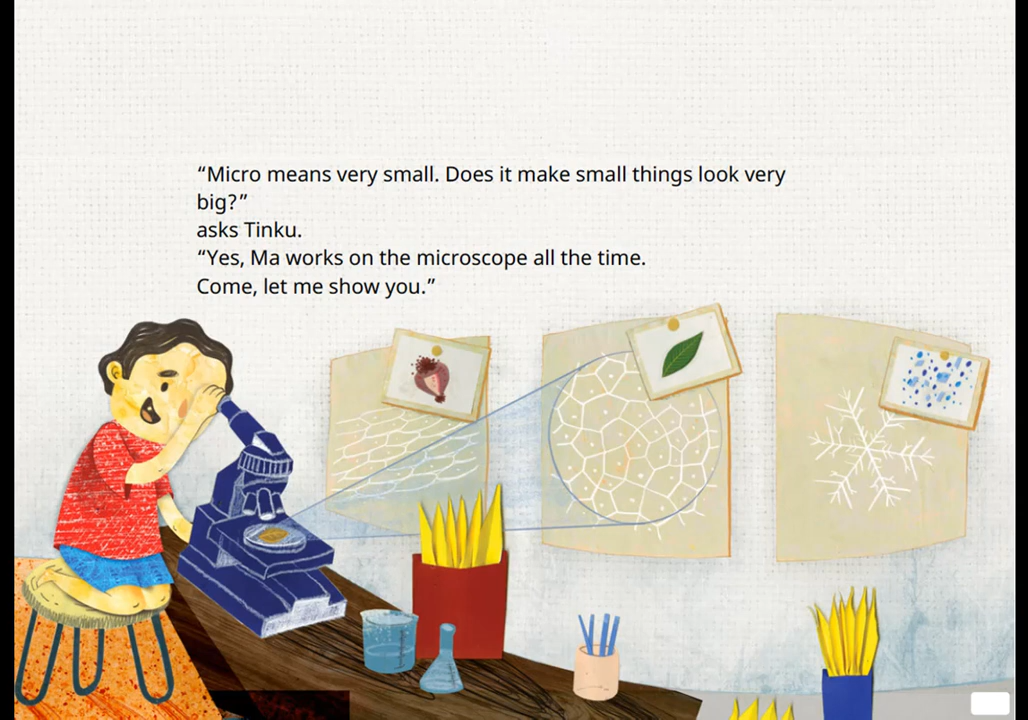 “Micro means very small. Does it make small things look very
big?”
asks Tinku.
“Yes, Ma works on the microscope all the time.
Come, let me show you.”